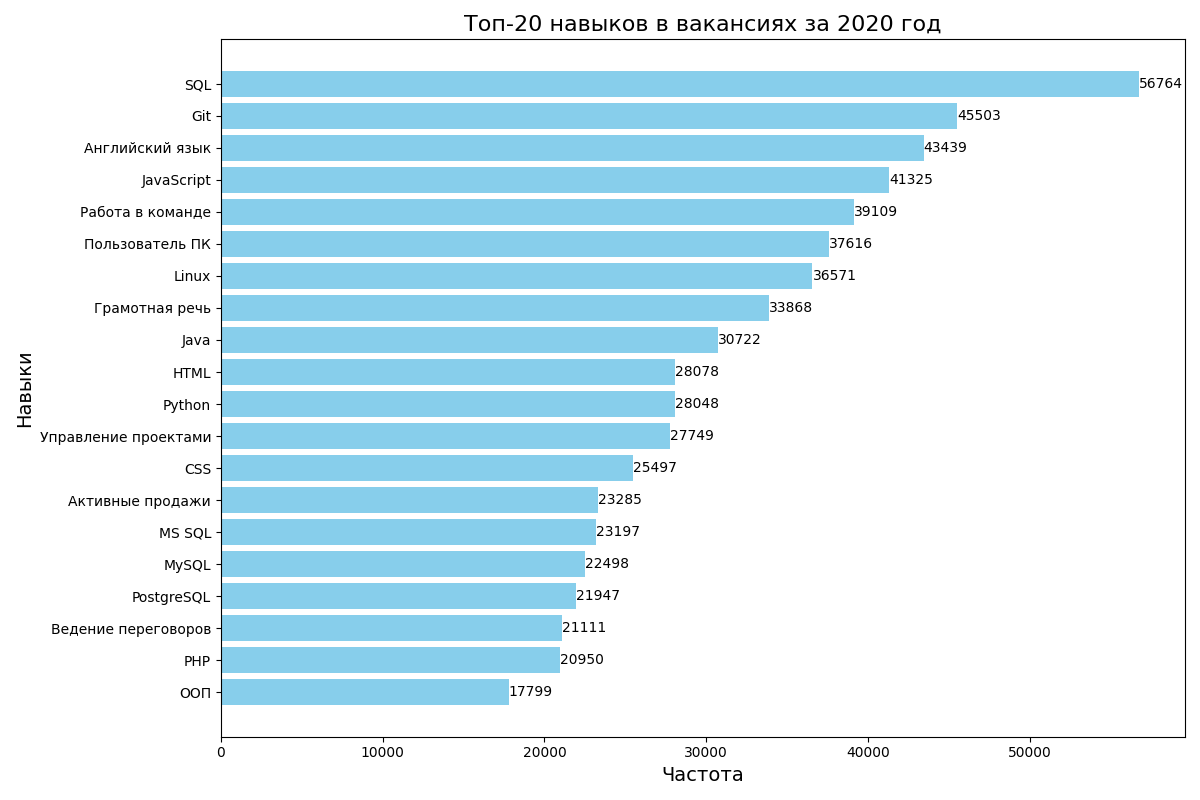 Топ-20 навыков в вакансиях за 2020 год
Навыки
SQL 56764
Git 45503
Английский язык 43439
JavaScript 41325
Работа в команде 39109
Пользователь ПК 37616
Linux 36571
Грамотная речь 33868
Java 30722
HTML 28078
Python 28048
Управление проектами 27749
CSS 25497
Активные продажи 23285
MS SQL 23197
MySQL 22498
PostgreSQL 21947
Ведение переговоров 21111
PHP 20950
ООП 17799
0 10000 20000 30000 40000 50000
Частота